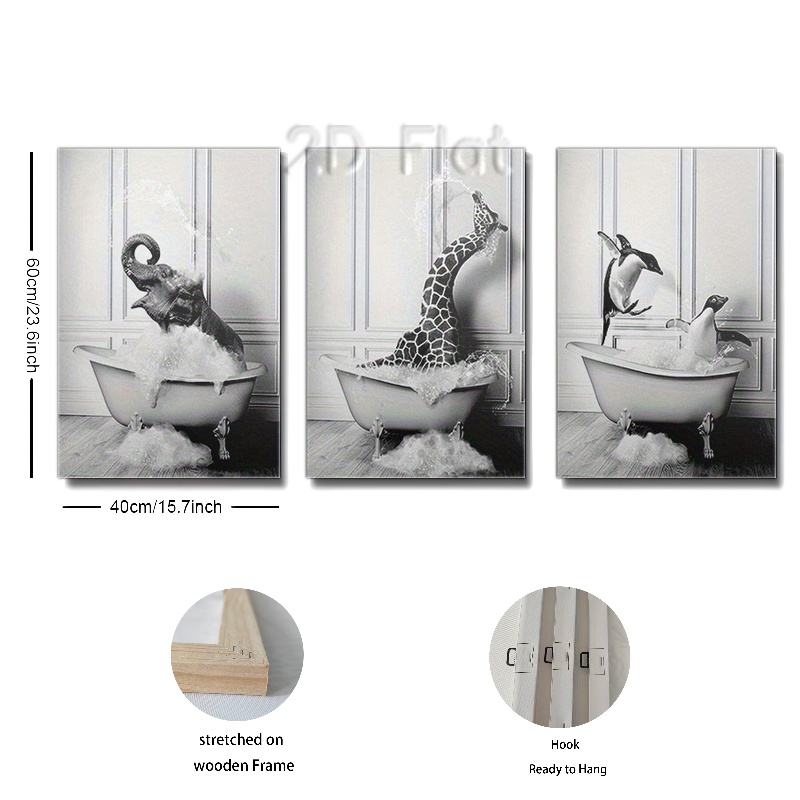 2D Flat
60cm/23.6inch
40cm/15.7inch
stretched on
wooden Frame
Hook
Ready to Hang